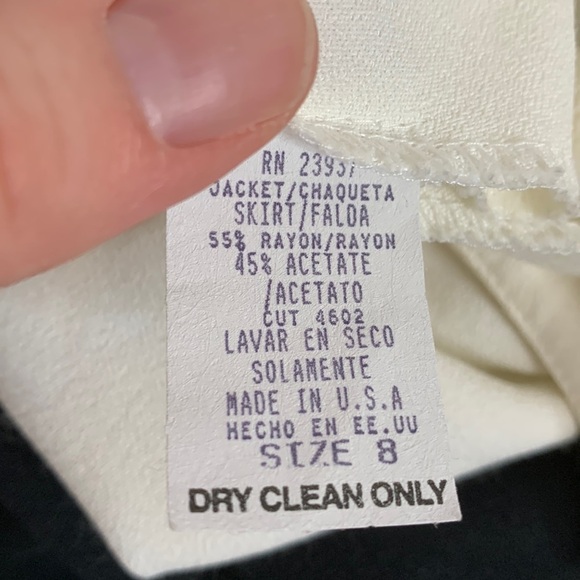 RN 23937
JACKET/CHAQUETA
SKIRT/FALDA
55% RAYON/RAYON
45% ACETATE
/ACETATO
CUT 4602
LAVAR EN SECO
SOLAMENTE
MADE IN U.S.A
HECHO EN EE.UU
SIZE 8
DRY CLEAN ONLY